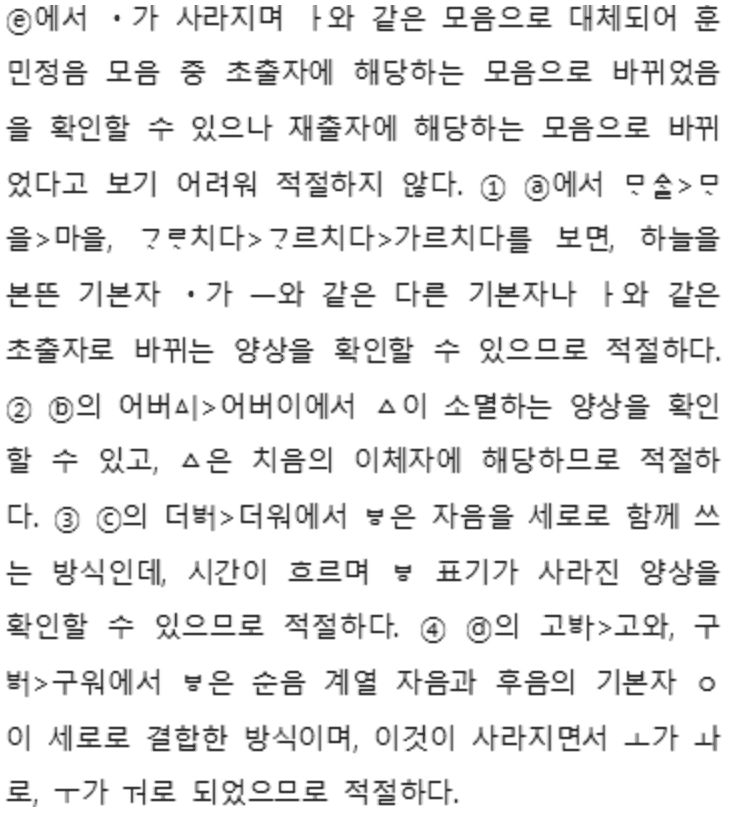 ⓔ에서 ㆍ가 사라지며 ㅏ와 같은 모음으로 대체되어 훈
민정음 모음 중 초출자에 해당하는 모음으로 바뀌었음
을 확인할 수 있으나 재출자에 해당하는 모음으로 바뀌
었다고 보기 어려워 적절하지 않다. ① ⓐ에서 ᄆᆞᅀᆞᆯ>ᄆᆞ
을>마을, ᄀᆞᄅᆞ치다>ᄀᆞ르치다>가르치다를 보면, 하늘을
본뜬 기본자 ㆍ가 ㅡ와 같은 다른 기본자나 ㅏ와 같은
초출자로 바뀌는 양상을 확인할 수 있으므로 적절하다.
② ⓑ의 어버ᅀᅵ>어버이에서 ㅿ이 소멸하는 양상을 확인
할 수 있고, ㅿ은 치음의 이체자에 해당하므로 적절하
다. ③ ⓒ의 더ᄫᅥ>더워에서 ㅸ은 자음을 세로로 함께 쓰
는 방식인데, 시간이 흐르며 ㅸ 표기가 사라진 양상을
확인할 수 있으므로 적절하다. ④ ⓓ의 고ᄫᅡ>고와, 구
ᄫᅥ>구워에서 ㅸ은 순음 계열 자음과 후음의 기본자 ㅇ
이 세로로 결합한 방식이며, 이것이 사라지면서 ㅗ가 ㅘ
로, ㅜ가 ㅝ로 되었으므로 적절하다.